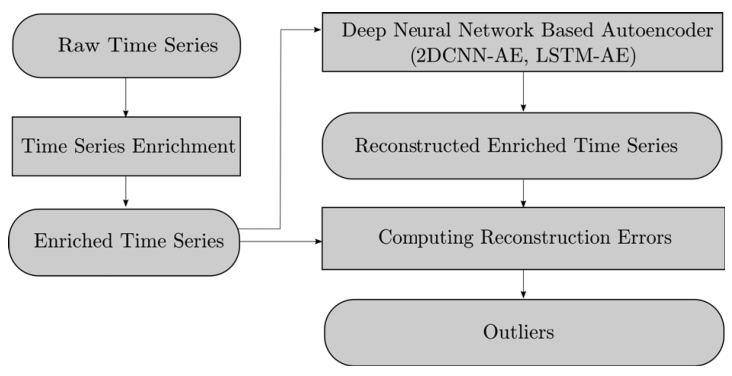 Raw Time Series
Time Series Enrichment
Enriched Time Series
Deep Neural Network Based Autoencoder
(2DCNN-AE, LSTM-AE)
Reconstructed Enriched Time Series
Computing Reconstruction Errors
Outliers